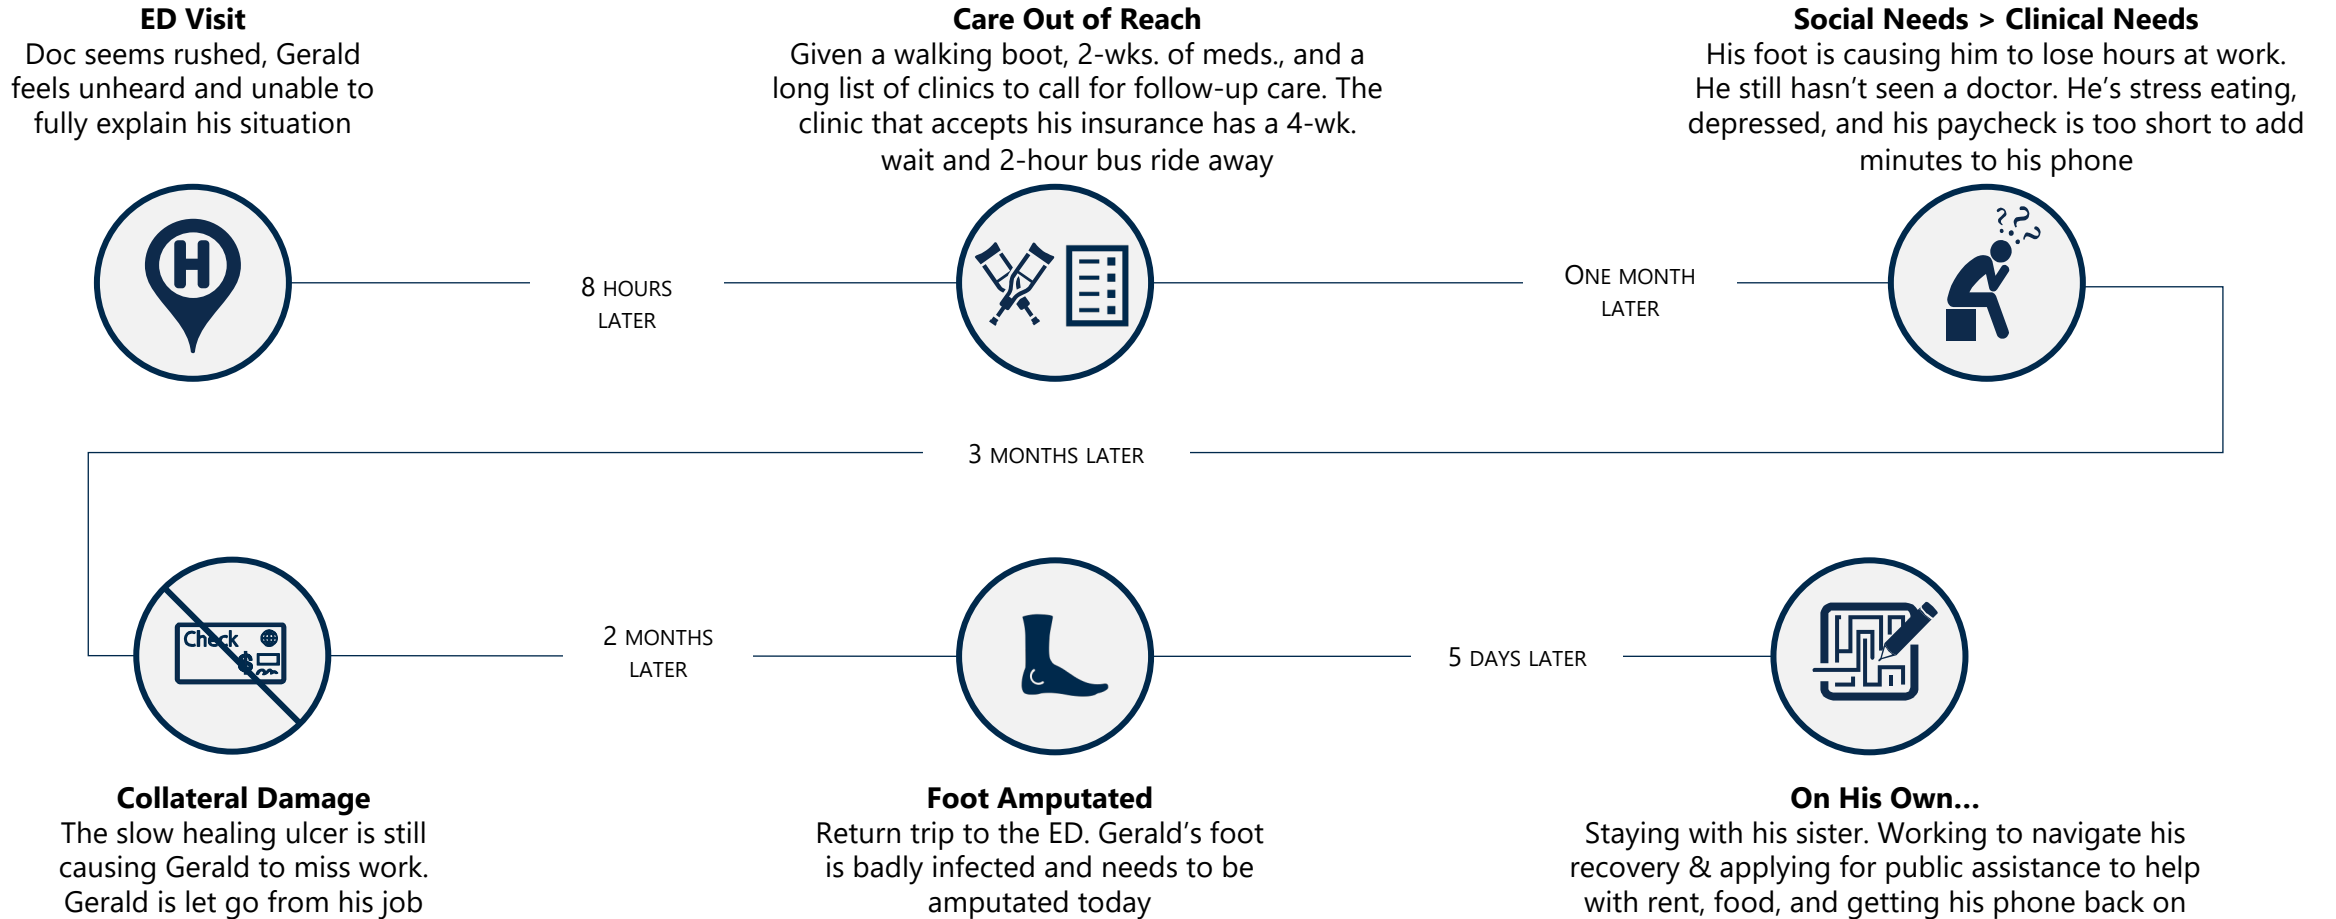 ED Visit
Doc seems rushed, Gerald
feels unheard and unable to
fully explain his situation
Care Out of Reach
Given a walking boot, 2-wks. of meds., and a
long list of clinics to call for follow-up care. The
clinic that accepts his insurance has a 4-wk.
wait and 2-hour bus ride away
Social Needs > Clinical Needs
His foot is causing him to lose hours at work.
He still hasn’t seen a doctor. He’s stress eating,
depressed, and his paycheck is too short to add
minutes to his phone
H
8 HOURS
LATER
ONE MONTH
LATER
? ? ?
3 MONTHS LATER
Check
$
2 MONTHS
LATER
5 DAYS LATER
Collateral Damage
The slow healing ulcer is still
causing Gerald to miss work.
Gerald is let go from his job
Foot Amputated
Return trip to the ED. Gerald’s foot
is badly infected and needs to be
amputated today
On His Own…
Staying with his sister. Working to navigate his
recovery & applying for public assistance to help
with rent, food, and getting his phone back on